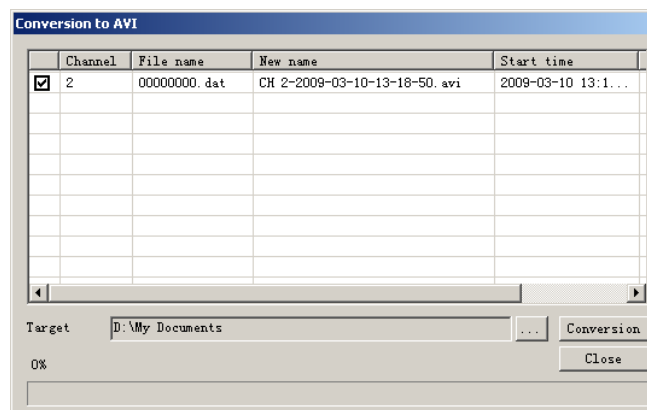 Conversion to AVI
Channel File name New name Start time
2 00000000.dat CH 2-2009-03-10-13-18-50.avi 2009-03-10 13:1...
Target D:\My Documents ... Conversion
0% Close